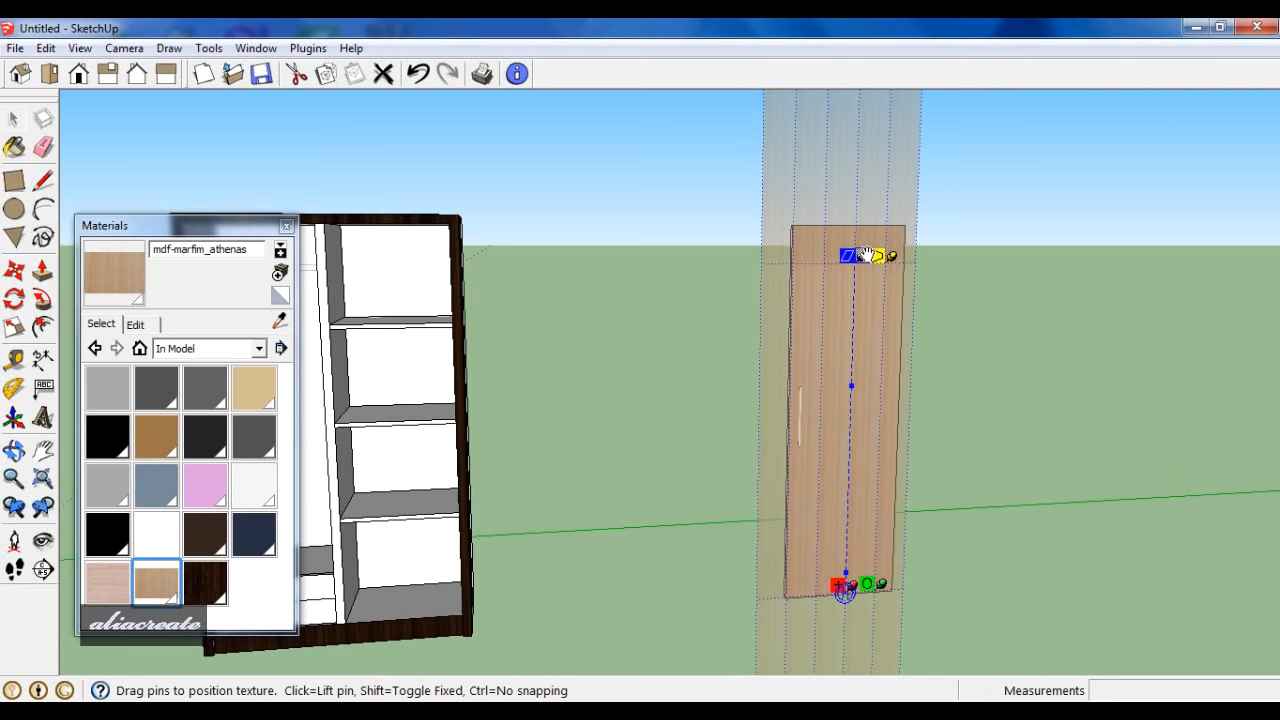 Untitled - SketchUp
File Edit View Camera Draw Tools Window Plugins Help
Materials
mdf-marfim_athenas
Select Edit
In Model
ABC
aliacreate
Drag pins to position texture. Click=Lift pin, Shift=Toggle Fixed, Ctrl=No snapping
Measurements